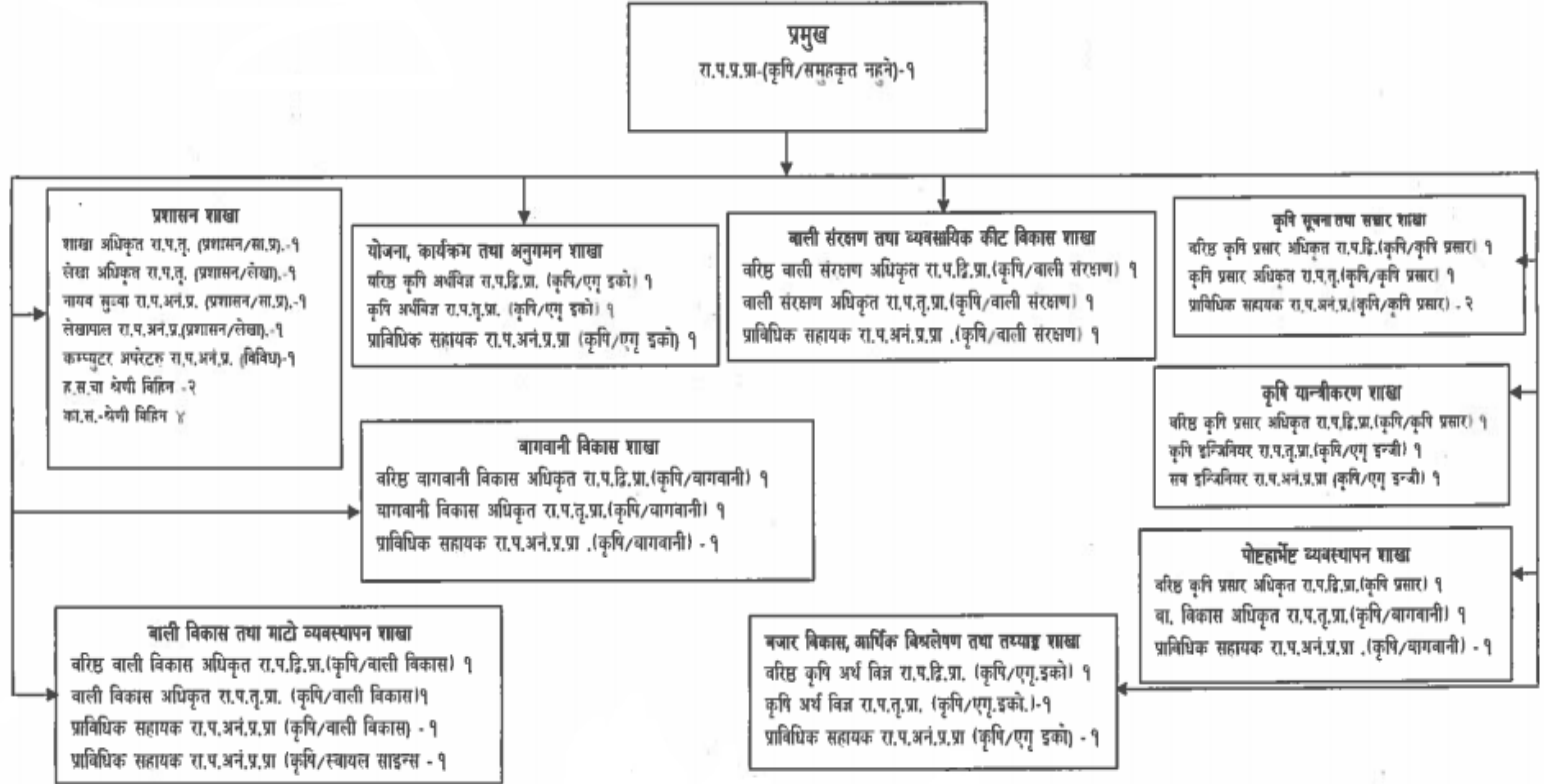 प्रमुख
रा.प.प्र.प्रा-(कृषि/समुहकृत नहुने)-१
प्रशासन शाखा
शाखा अधिकृत रा.प.तृ. (प्रशासन/सा.प्र).-१
लेखा अधिकृत रा.प.तृ. (प्रशासन/लेखा).-१
नायव सुब्बा रा.प.अनं.प्र. (प्रशासन/सा.प्र).-१
लेखापाल रा.प.अनं.प्र.(प्रशासन/लेखा).-१
कम्प्युटर अपरेटरु रा.प.अनं.प्र. (विविध)-१
ह.स.चा श्रेणी विहिन -२
का.स.-श्रेणी विहिन ४
योजना, कार्यक्रम तथा अनुगमन शाखा
वरिष्ठ कृषि अर्थविज्ञ रा.प.द्वि.प्रा. (कृषि/एगृ इको) १
कृषि अर्थविज्ञ रा.प.तृ.प्रा. (कृषि/एगृ इको) १
प्राविधिक सहायक रा.प.अनं.प्र.प्रा (कृषि/एगृ इको) १
वाली संरक्षण तथा व्यवसायिक कीट विकास शाखा
वरिष्ठ वाली संरक्षण अधिकृत रा.प.द्वि.प्रा.(कृषि/वाली संरक्षण) १
वाली संरक्षण अधिकृत रा.प.तृ.प्रा.(कृषि/वाली संरक्षण) १
प्राविधिक सहायक रा.प.अनं.प्र.प्रा .(कृषि/वाली संरक्षण) १
कृषि सूचना तथा सञ्चार शाखा
वरिष्ठ कृषि प्रसार अधिकृत रा.प.द्वि.(कृषि/कृषि प्रसार) १
कृषि प्रसार अधिकृत रा.प.तृ.(कृषि/कृषि प्रसार) १
प्राविधिक सहायक रा.प.अनं.प्र.(कृषि/कृषि प्रसार) - २
कृषि यान्त्रीकरण शाखा
वरिष्ठ कृषि प्रसार अधिकृत रा.प.द्वि.प्रा.(कृषि/कृषि प्रसार) १
कृषि इन्जिनियर रा.प.तृ.प्रा.(कृषि/एगृ इन्जी) १
सव इन्जिनियर रा.प.अनं.प्र.प्रा (कृषि/एगृ इन्जी) १
वागवानी विकास शाखा
वरिष्ठ वागवानी विकास अधिकृत रा.प.द्वि.प्रा.(कृषि/वागवानी) १
वागवानी विकास अधिकृत रा.प.तृ.प्रा.(कृषि/वागवानी) १
प्राविधिक सहायक रा.प.अनं.प्र.प्रा .(कृषि/वागवानी) - १
पोष्टहार्भेष्ट व्यवस्थापन शाखा
वरिष्ठ कृषि प्रसार अधिकृत रा.प.द्वि.प्रा.(कृषि प्रसार) १
वा. विकास अधिकृत रा.प.तृ.प्रा.(कृषि/वागवानी) १
प्राविधिक सहायक रा.प.अनं.प्र.प्रा .(कृषि/वागवानी) - १
वाली विकास तथा माटो व्यवस्थापन शाखा
वरिष्ठ वाली विकास अधिकृत रा.प.द्वि.प्रा.(कृषि/वाली विकास) १
वाली विकास अधिकृत रा.प.तृ.प्रा. (कृषि/वाली विकास)१
प्राविधिक सहायक रा.प.अनं.प्र.प्रा (कृषि/वाली विकास) - १
प्राविधिक सहायक रा.प.अनं.प्र.प्रा (कृषि/स्वायल साइन्स - १
बजार विकास, आर्थिक विश्लेषण तथा तथ्याङ्क शाखा
वरिष्ठ कृषि अर्थ विज्ञ रा.प.द्वि.प्रा. (कृषि/एगृ.इको) १
कृषि अर्थ विज्ञ रा.प.तृ.प्रा. (कृषि/एगृ.इको.)-१
प्राविधिक सहायक रा.प.अनं.प्र.प्रा (कृषि/एगृ इको) - १